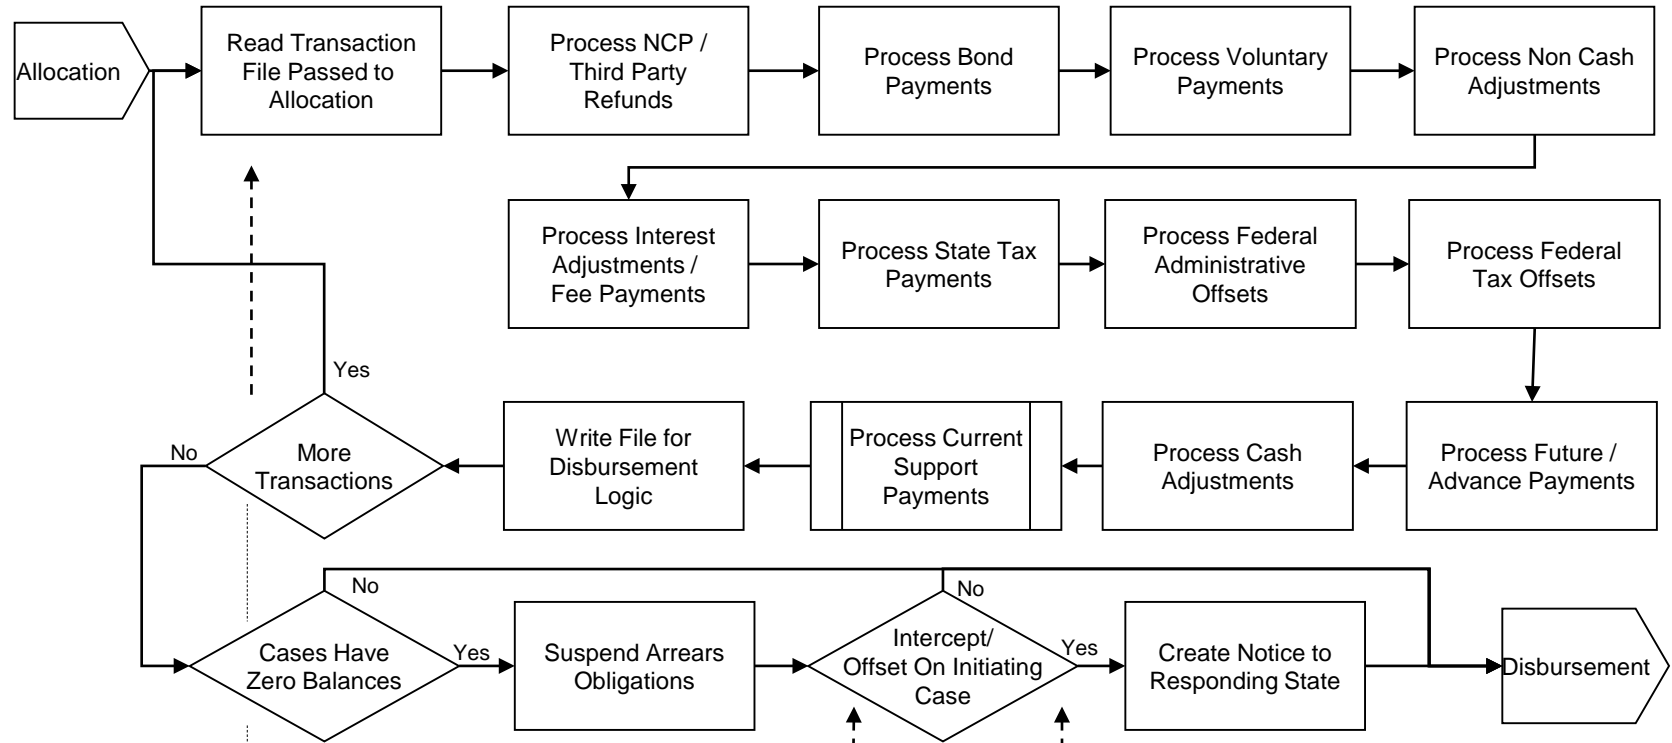 Allocation
Read Transaction
File Passed to
Allocation
Process NCP /
Third Party
Refunds
Process Bond
Payments
Process Voluntary
Payments
Process Non Cash
Adjustments
Process Interest
Adjustments /
Fee Payments
Process State Tax
Payments
Process Federal
Administrative
Offsets
Process Federal
Tax Offsets
Yes
No
More
Transactions
Write File for
Disbursement
Logic
Process Current
Support
Payments
Process Cash
Adjustments
Process Future /
Advance Payments
No
Cases Have
Zero Balances
Yes
Suspend Arrears
Obligations
No
Intercept/
Offset On Initiating
Case
Yes
Create Notice to
Responding State
Disbursement